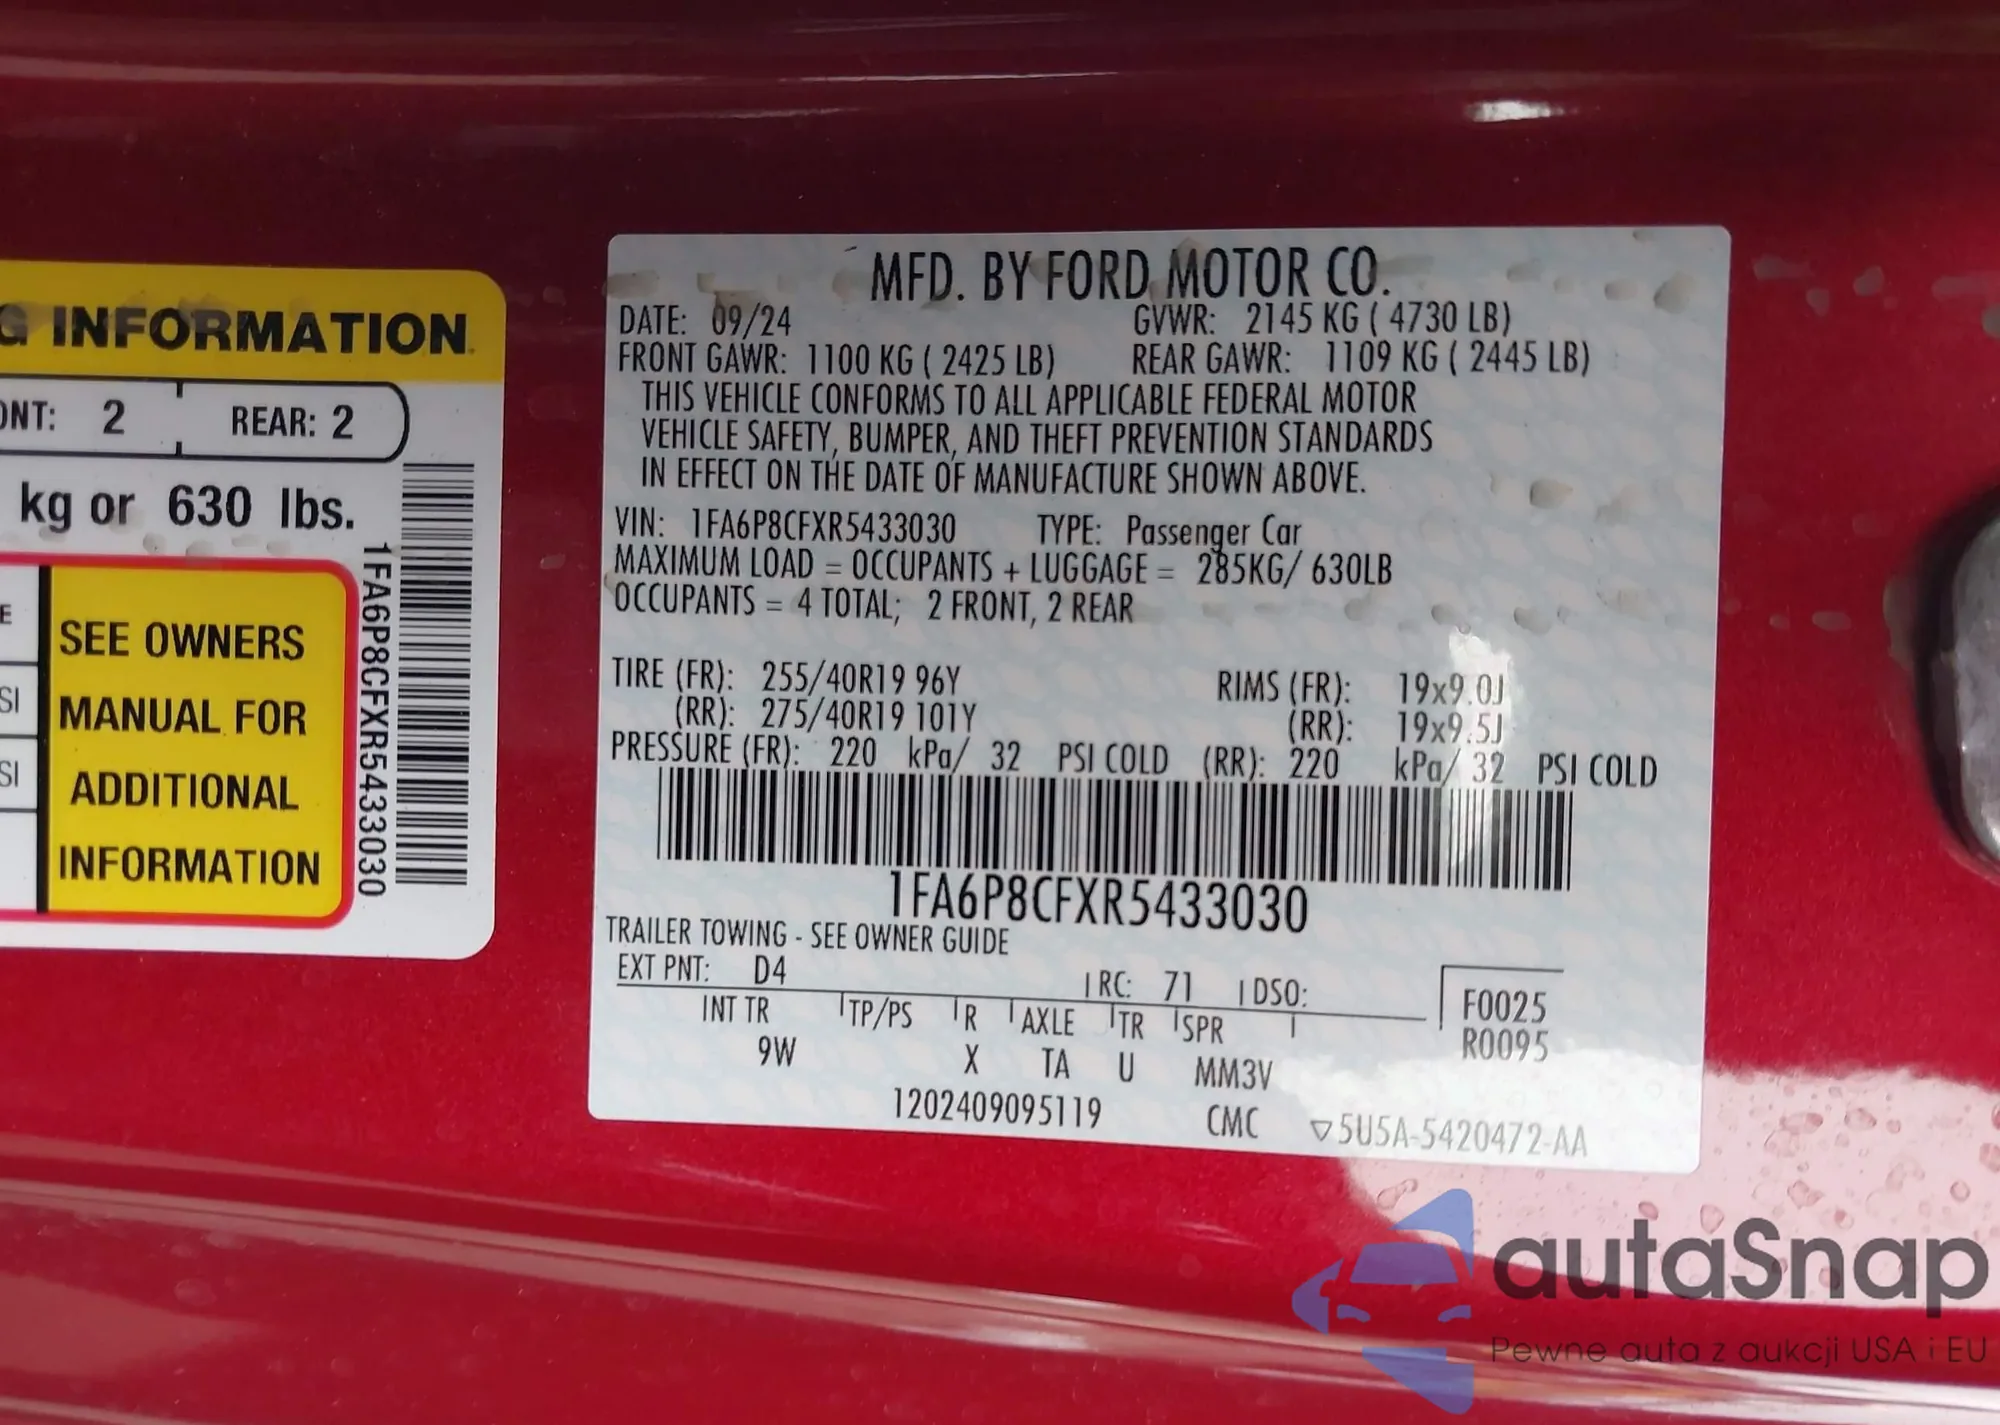 G INFORMATION
ONT: 2 REAR: 2
kg or 630 lbs.
SEE OWNERS
MANUAL FOR
ADDITIONAL
INFORMATION
E
SI
SI
1FA6P8CFXR5433030
MFD. BY FORD MOTOR CO.
DATE: 09/24 GVWR: 2145 KG ( 4730 LB)
FRONT GAWR: 1100 KG ( 2425 LB) REAR GAWR: 1109 KG ( 2445 LB)
THIS VEHICLE CONFORMS TO ALL APPLICABLE FEDERAL MOTOR
VEHICLE SAFETY, BUMPER, AND THEFT PREVENTION STANDARDS
IN EFFECT ON THE DATE OF MANUFACTURE SHOWN ABOVE.
VIN: 1FA6P8CFXR5433030 TYPE: Passenger Car
MAXIMUM LOAD = OCCUPANTS + LUGGAGE = 285KG/ 630LB
OCCUPANTS = 4 TOTAL; 2 FRONT, 2 REAR
TIRE (FR): 255/40R19 96Y RIMS (FR): 19x9.0J
(RR): 275/40R19 101Y (RR): 19x9.5J
PRESSURE (FR): 220 kPa/ 32 PSI COLD (RR): 220 kPa/ 32 PSI COLD
1FA6P8CFXR5433030
TRAILER TOWING - SEE OWNER GUIDE
EXT PNT: D4 RC: 71 DSO:
INT TR TP/PS R AXLE TR SPR
F0025
R0095
9W X TA U MM3V
1202409095119 CMC ▽5U5A-5420472-AA
autaSnap
Pewne auta z aukcji USA i EU